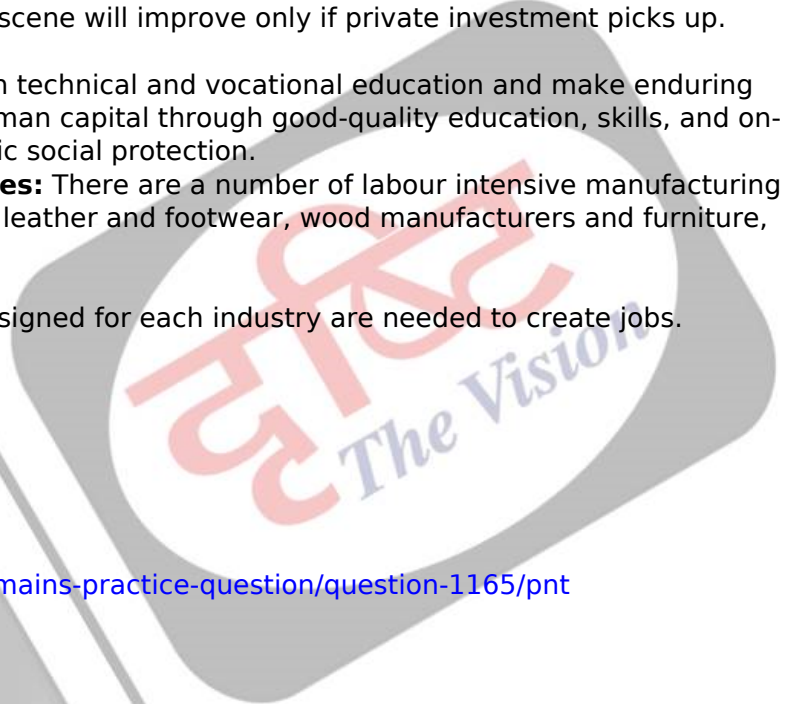 scene will improve only if private investment picks up.
n technical and vocational education and make enduring
man capital through good-quality education, skills, and on-
ic social protection.
es: There are a number of labour intensive manufacturing
leather and footwear, wood manufacturers and furniture,
signed for each industry are needed to create jobs.
दृष्टि
The Vision
mains-practice-question/question-1165/pnt